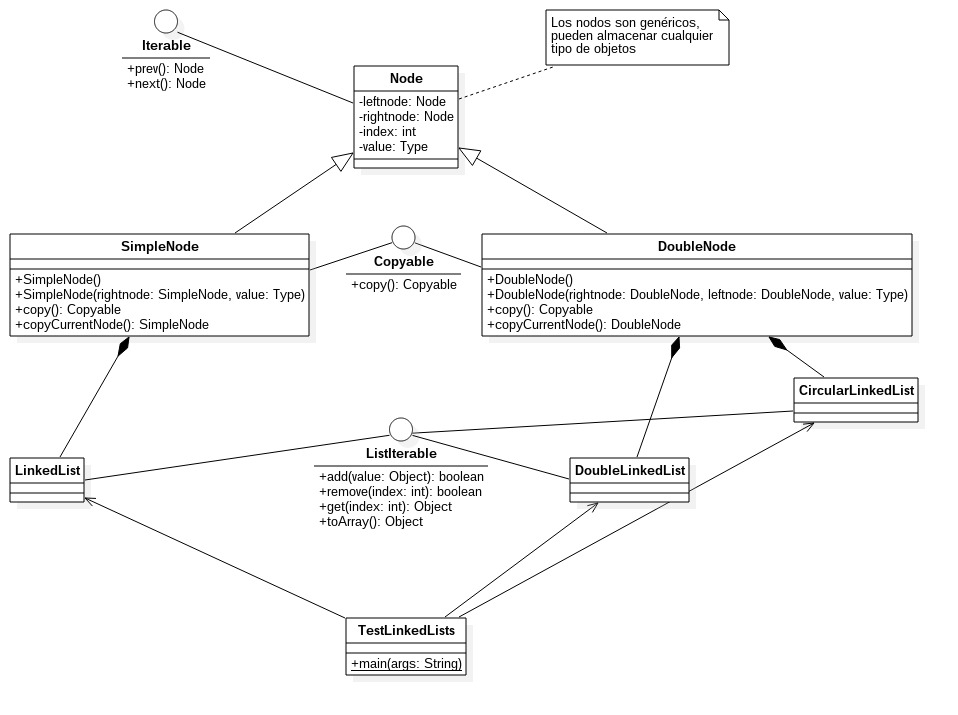 Iterable
+prev(): Node
+next(): Node
Los nodos son genéricos,
pueden almacenar cualquier
tipo de objetos
Node
-leftnode: Node
-rightnode: Node
-index: int
-value: Type
SimpleNode
+SimpleNode()
+SimpleNode(rightnode: SimpleNode, value: Type)
+copy(): Copyable
+copyCurrentNode(): SimpleNode
Copyable
+copy(): Copyable
DoubleNode
+DoubleNode()
+DoubleNode(rightnode: DoubleNode, leftnode: DoubleNode, value: Type)
+copy(): Copyable
+copyCurrentNode(): DoubleNode
CircularLinkedList
LinkedList
ListIterable
+add(value: Object): boolean
+remove(index: int): boolean
+get(index: int): Object
+toArray(): Object
DoubleLinkedList
TestLinkedLists
+main(args: String)